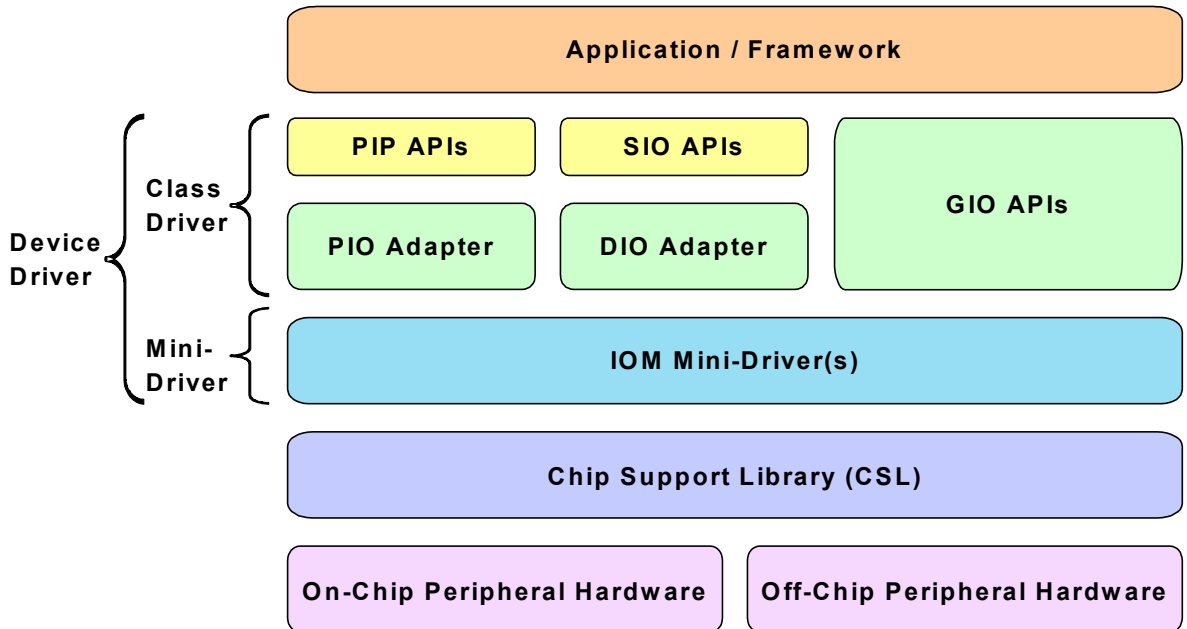 Application / Framework
PIP APIs
SIO APIs
GIO APIs
Class
Driver
PIO Adapter
DIO Adapter
Device
Driver
Mini-
Driver
IOM Mini-Driver(s)
Chip Support Library (CSL)
On-Chip Peripheral Hardware
Off-Chip Peripheral Hardware